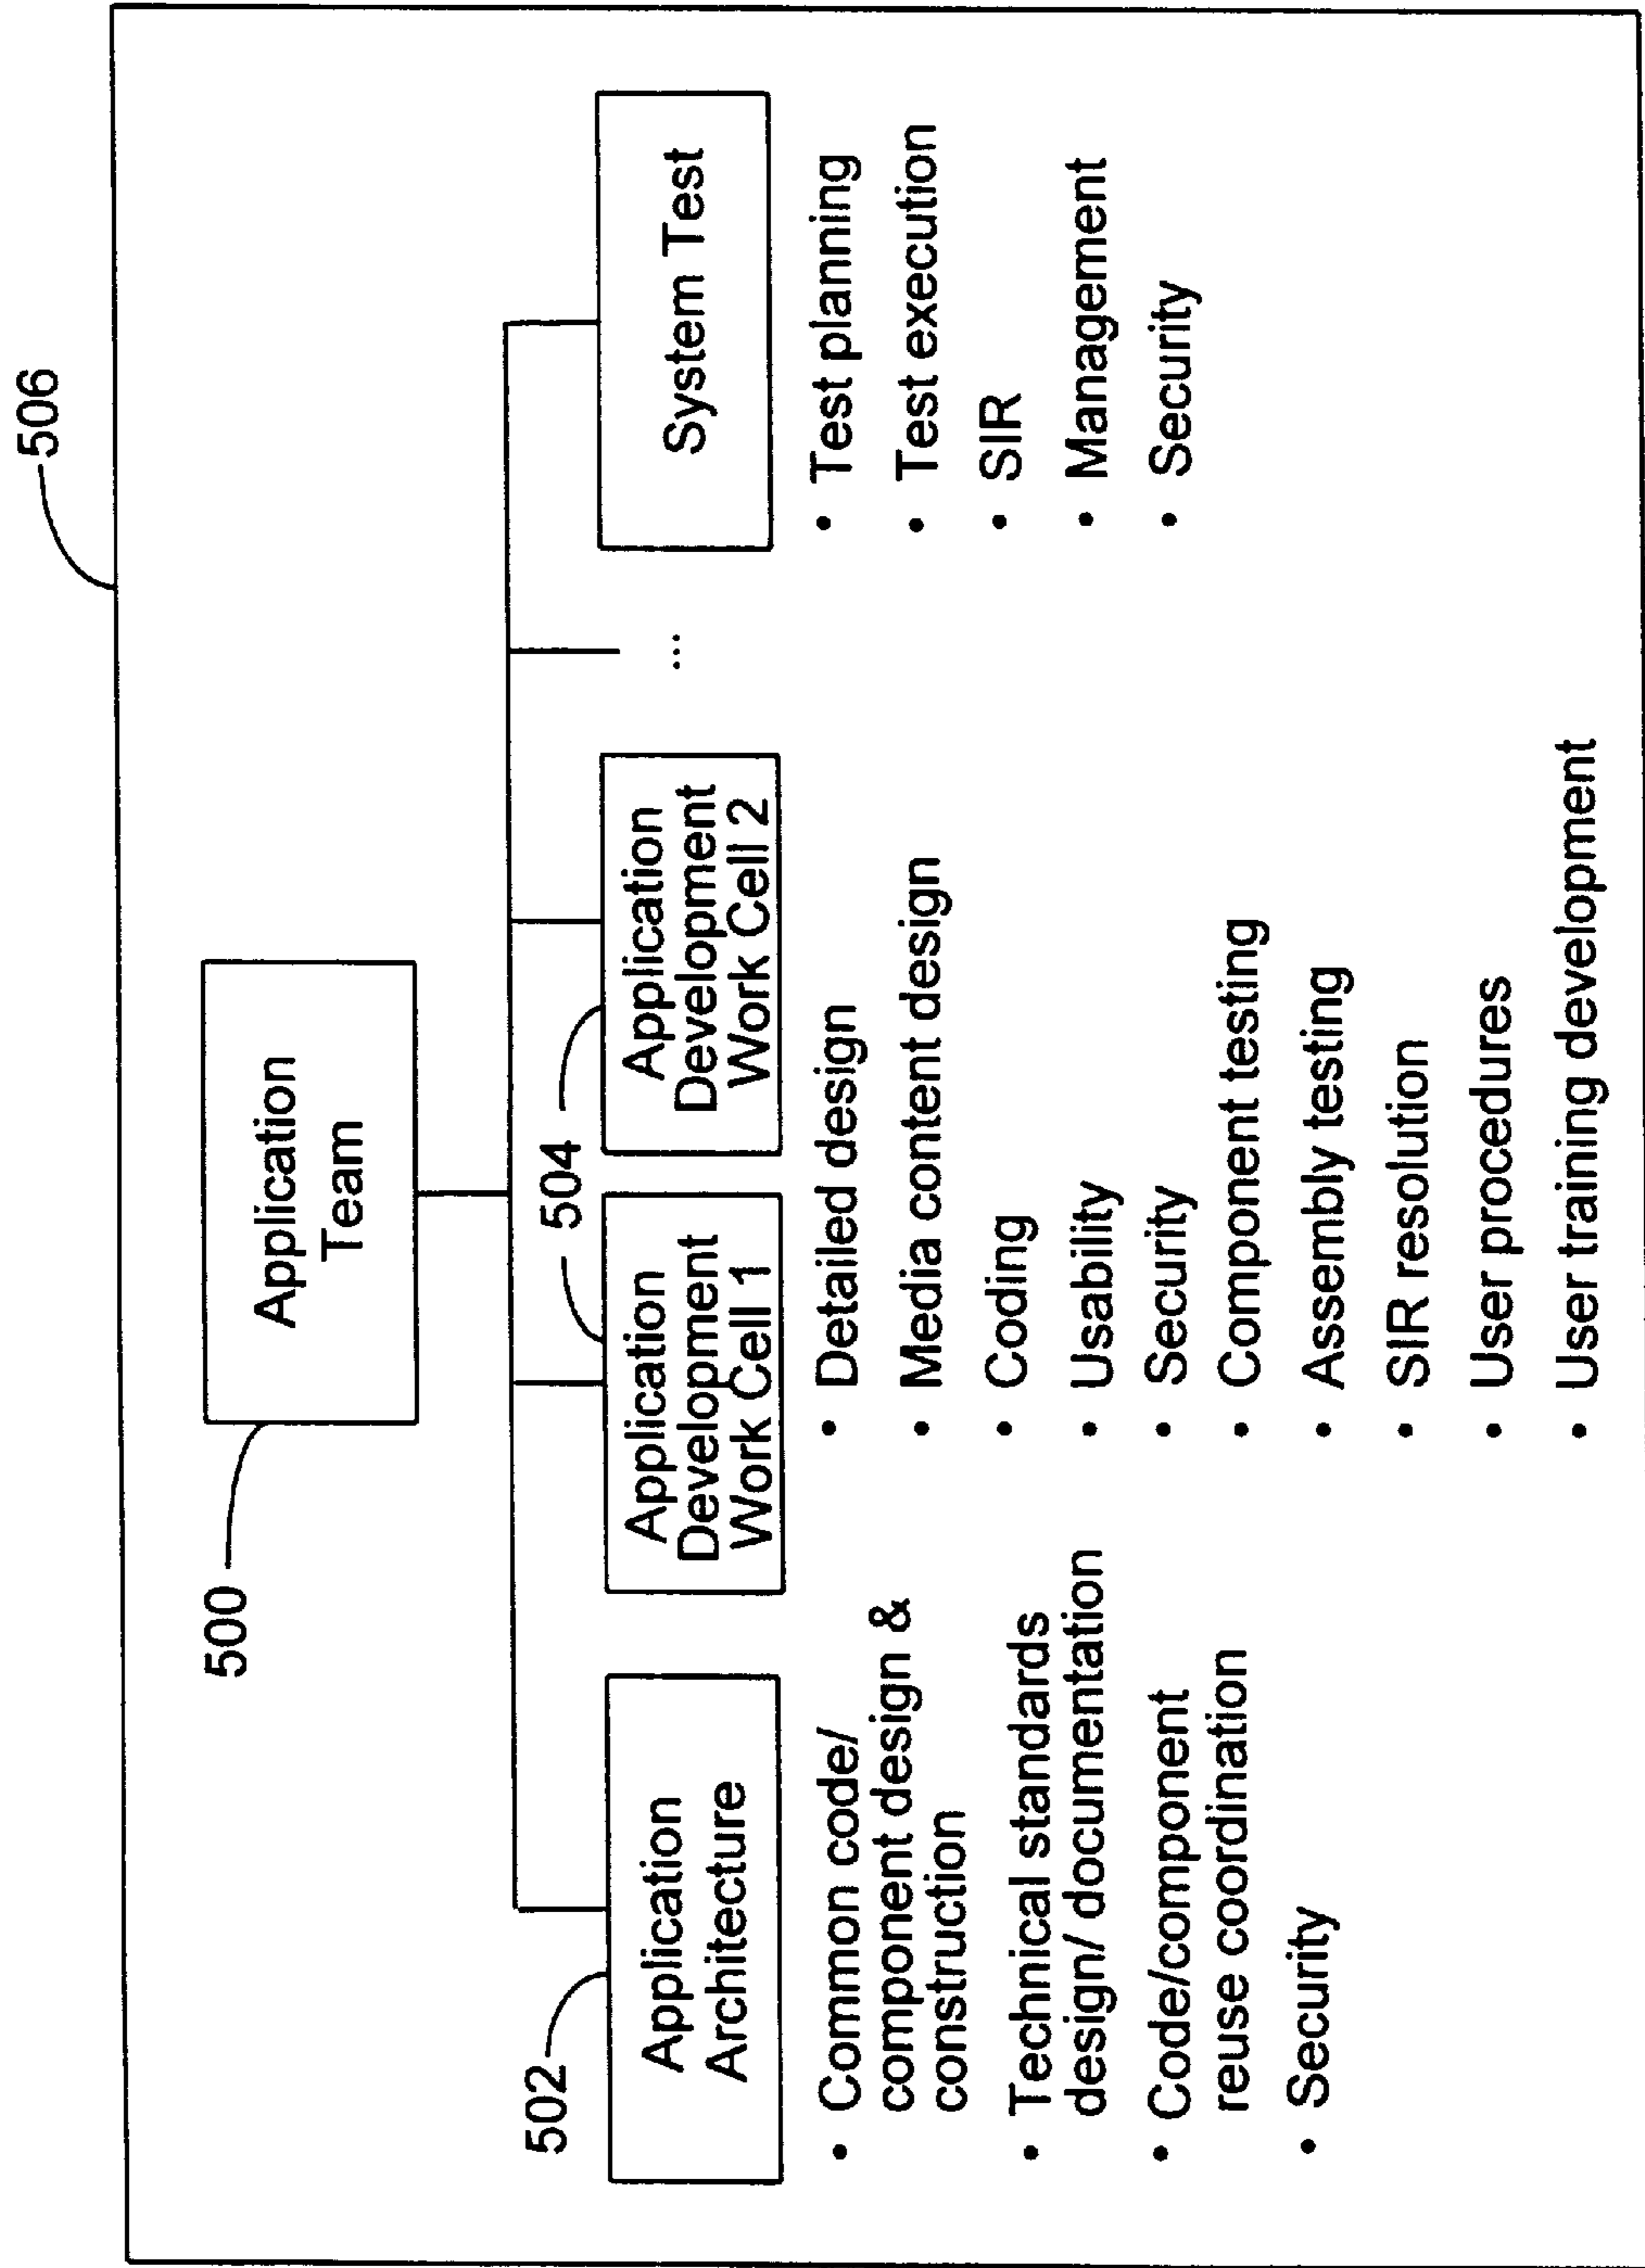 506
500
Application
Team
502
Application
Architecture
504
Application
Development
Work Cell 1
Application
Development
Work Cell 2
...
System Test
• Common code/
component design &
construction
• Technical standards
design/ documentation
• Code/component
reuse coordination
• Security
• Detailed design
• Media content design
• Coding
• Usability
• Security
• Component testing
• Assembly testing
• SIR resolution
• User procedures
• User training development
• Test planning
• Test execution
• SIR
• Management
• Security